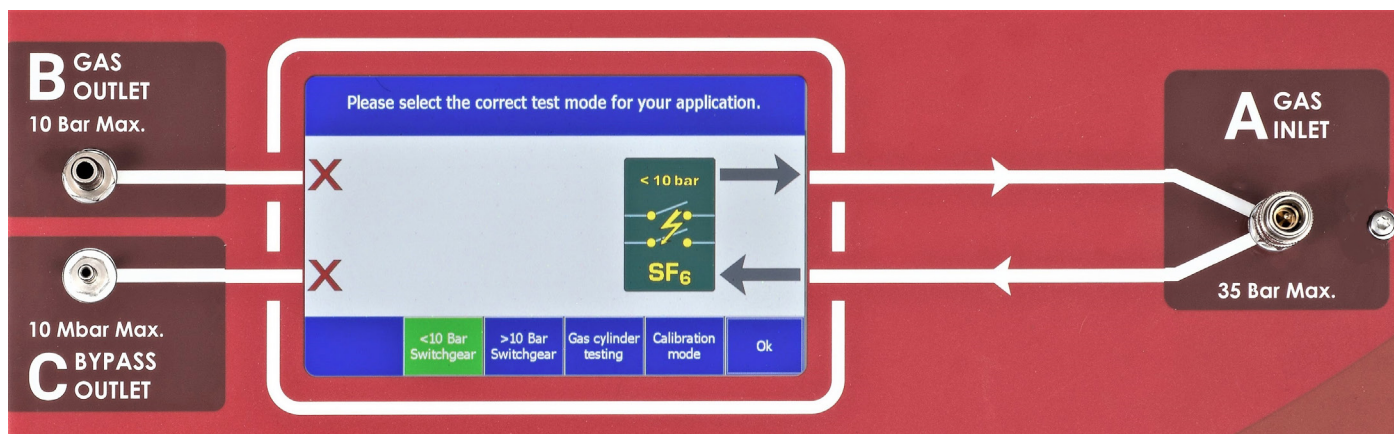 B GAS
OUTLET
10 Bar Max.
10 Mbar Max.
C BYPASS
OUTLET
Please select the correct test mode for your application.
X
X
< 10 bar
SF₆
<10 Bar
Switchgear
>10 Bar
Switchgear
Gas cylinder
testing
Calibration
mode
Ok
A GAS
INLET
35 Bar Max.